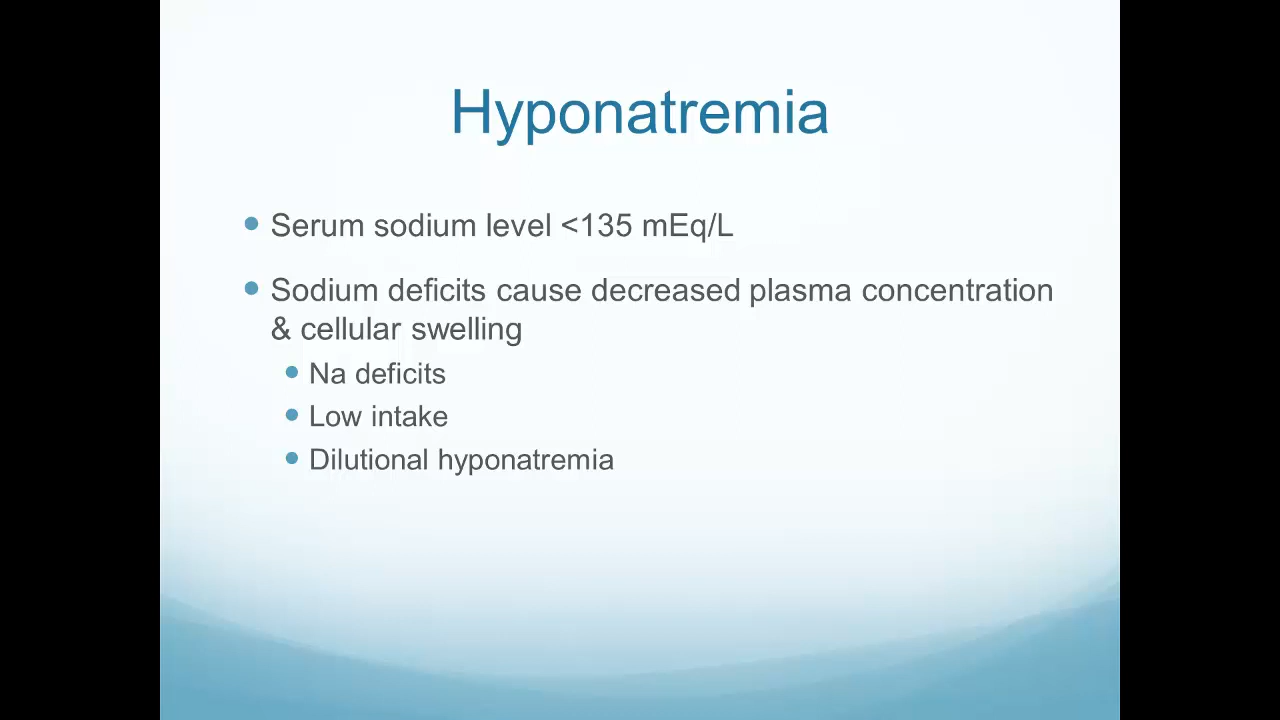 Hyponatremia
Serum sodium level <135 mEq/L
Sodium deficits cause decreased plasma concentration
& cellular swelling
Na deficits
Low intake
Dilutional hyponatremia